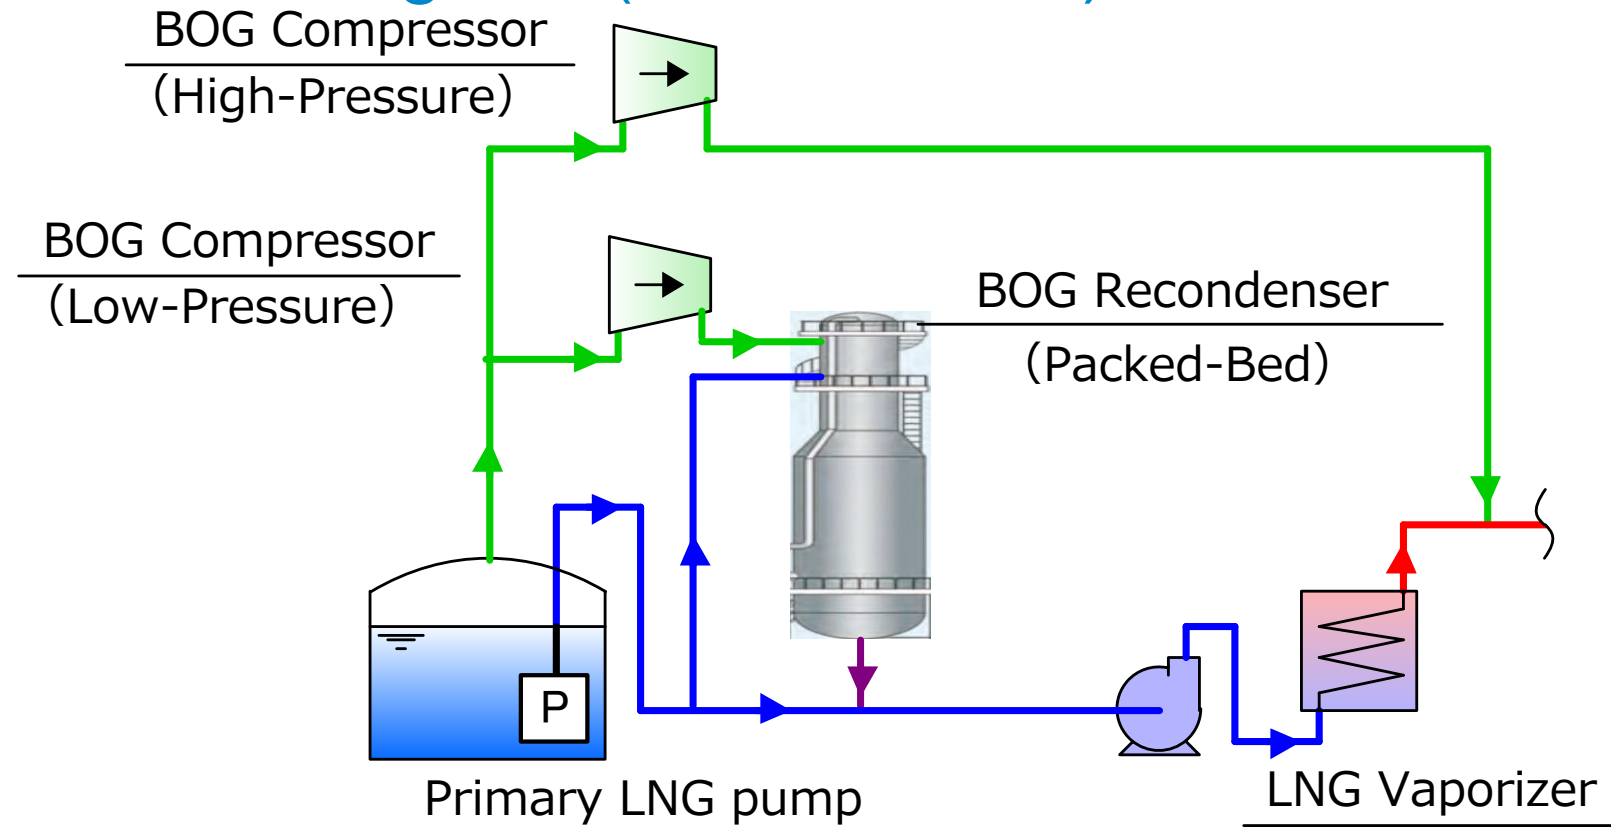 BOG Compressor
(High-Pressure)
BOG Compressor
(Low-Pressure)
BOG Recondenser
(Packed-Bed)
P
Primary LNG pump
LNG Vaporizer